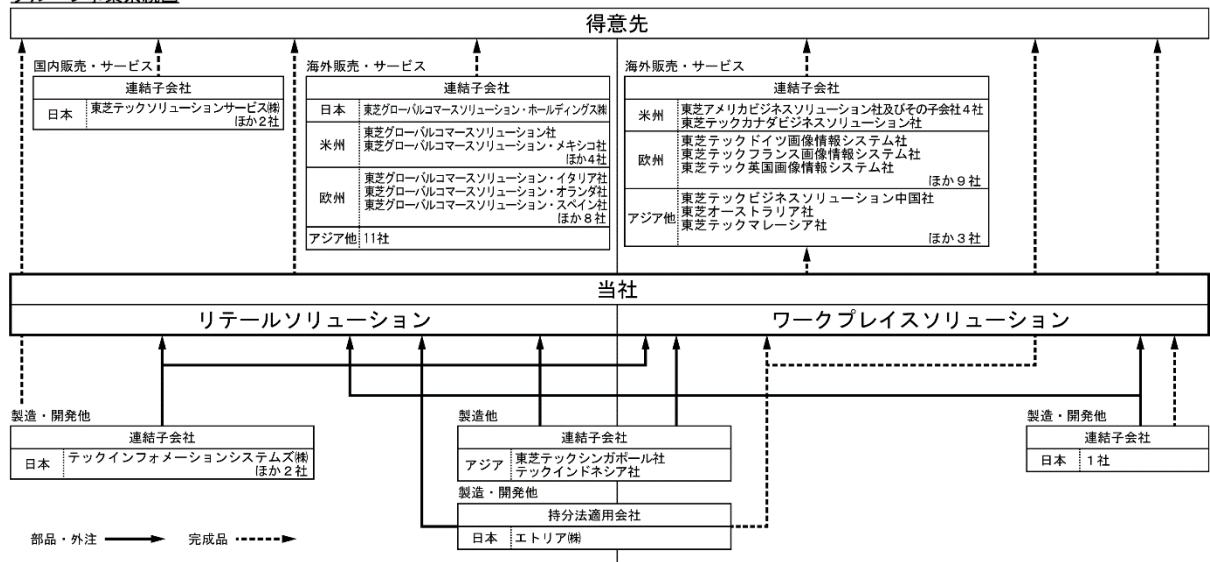 グループ事業系統図
得意先
国内販売・サービス
連結子会社
日本
東芝テックソリューションサービス㈱
ほか2社
海外販売・サービス
連結子会社
日本
東芝グローバルコマースソリューション・ホールディングス㈱
米州
東芝グローバルコマースソリューション社
東芝グローバルコマースソリューション・メキシコ社
ほか4社
欧州
東芝グローバルコマースソリューション・イタリア社
東芝グローバルコマースソリューション・オランダ社
東芝グローバルコマースソリューション・スペイン社
ほか8社
アジア他
11社
海外販売・サービス
連結子会社
米州
東芝アメリカビジネスソリューション社及びその子会社4社
東芝テックカナダビジネスソリューション社
欧州
東芝テックドイツ画像情報システム社
東芝テックフランス画像情報システム社
東芝テック英国画像情報システム社
ほか9社
アジア他
東芝テックビジネスソリューション中国社
東芝オーストラリア社
東芝テックマレーシア社
ほか3社
当社
リテールソリューション
ワークプレイスソリューション
製造・開発他
連結子会社
日本
テックインフォメーションシステムズ㈱
ほか2社
製造他
連結子会社
アジア
東芝テックシンガポール社
テックインドネシア社
製造・開発他
持分法適用会社
日本
エトリア㈱
製造・開発他
連結子会社
日本
1社
部品・外注
完成品